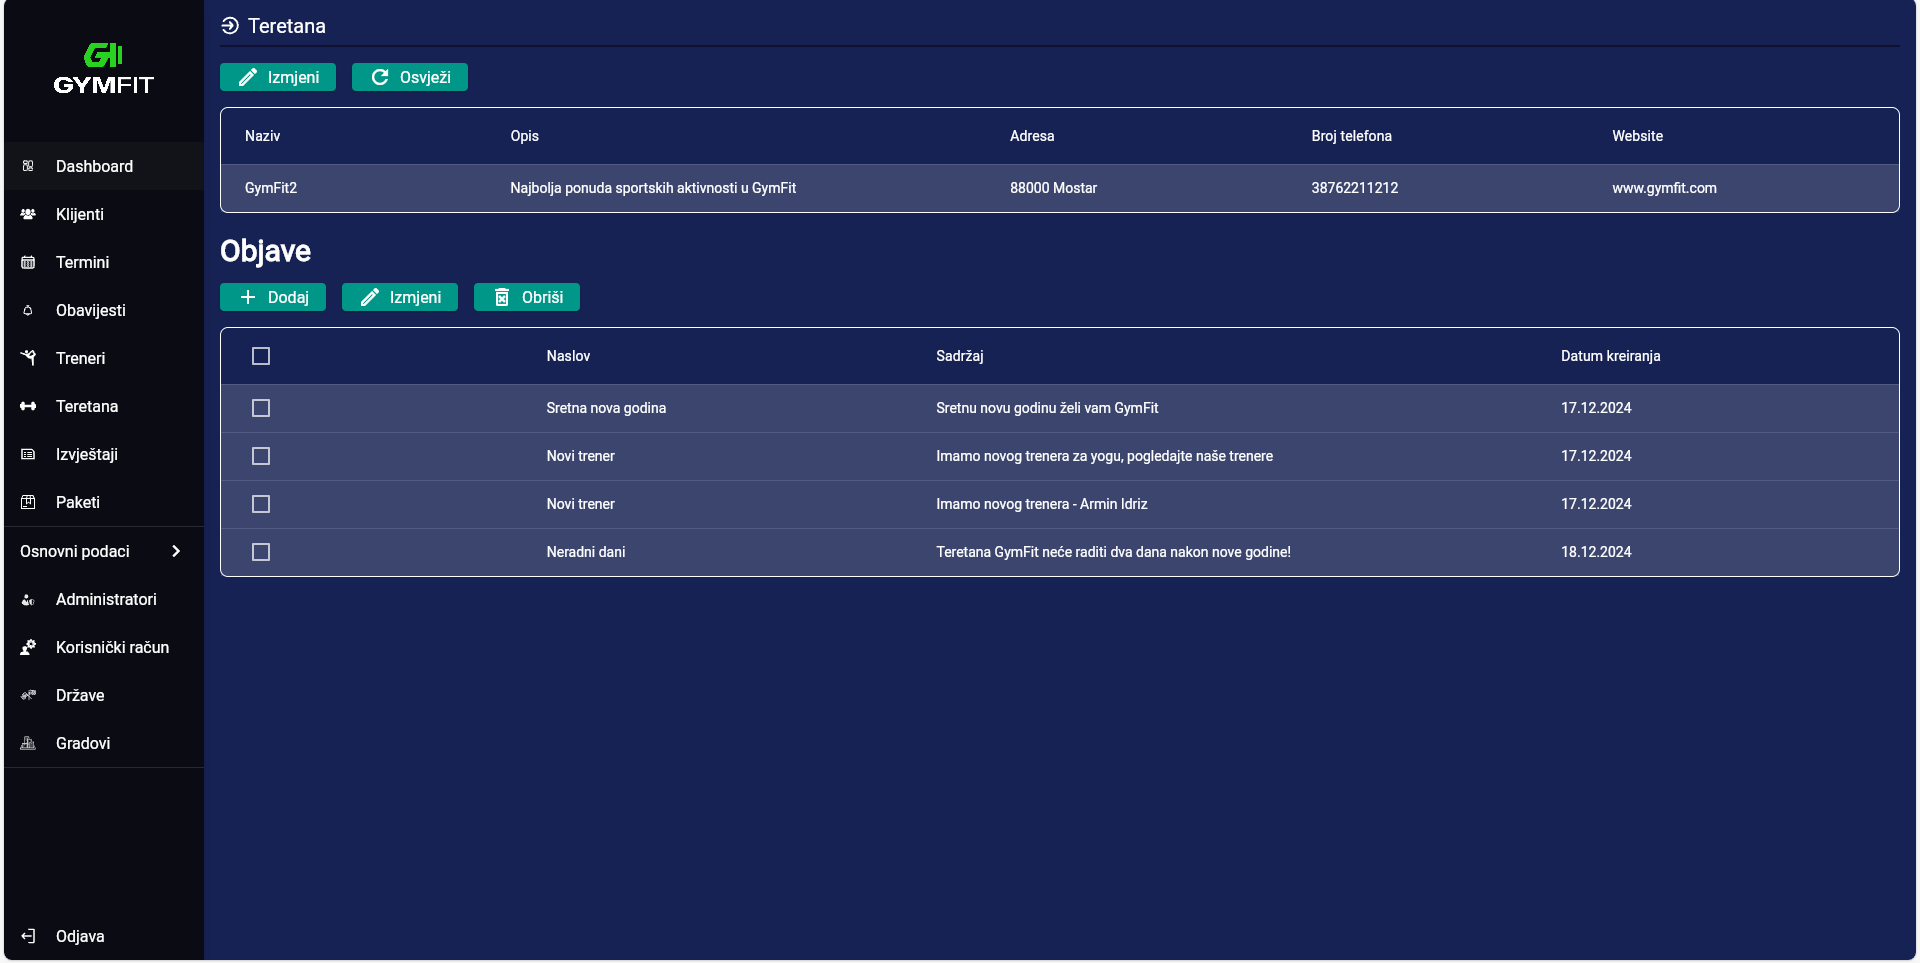 GYMFIT
Dashboard
Klijenti
Termini
Obavijesti
Treneri
Teretana
Izvještaji
Paketi
Osnovni podaci
Administratori
Korisnički račun
Države
Gradovi
Odjava
Teretana
Izmjeni Osvježi
Naziv Opis Adresa Broj telefona Website
GymFit2 Najbolja ponuda sportskih aktivnosti u GymFit 88000 Mostar 38762211212 www.gymfit.com
Objave
Dodaj Izmjeni Obriši
Naslov Sadržaj Datum kreiranja
Sretna nova godina Sretnu novu godinu želi vam GymFit 17.12.2024
Novi trener Imamo novog trenera za yogu, pogledajte naše trenere 17.12.2024
Novi trener Imamo novog trenera - Armin Idriz 17.12.2024
Neradni dani Teretana GymFit neće raditi dva dana nakon nove godine! 18.12.2024